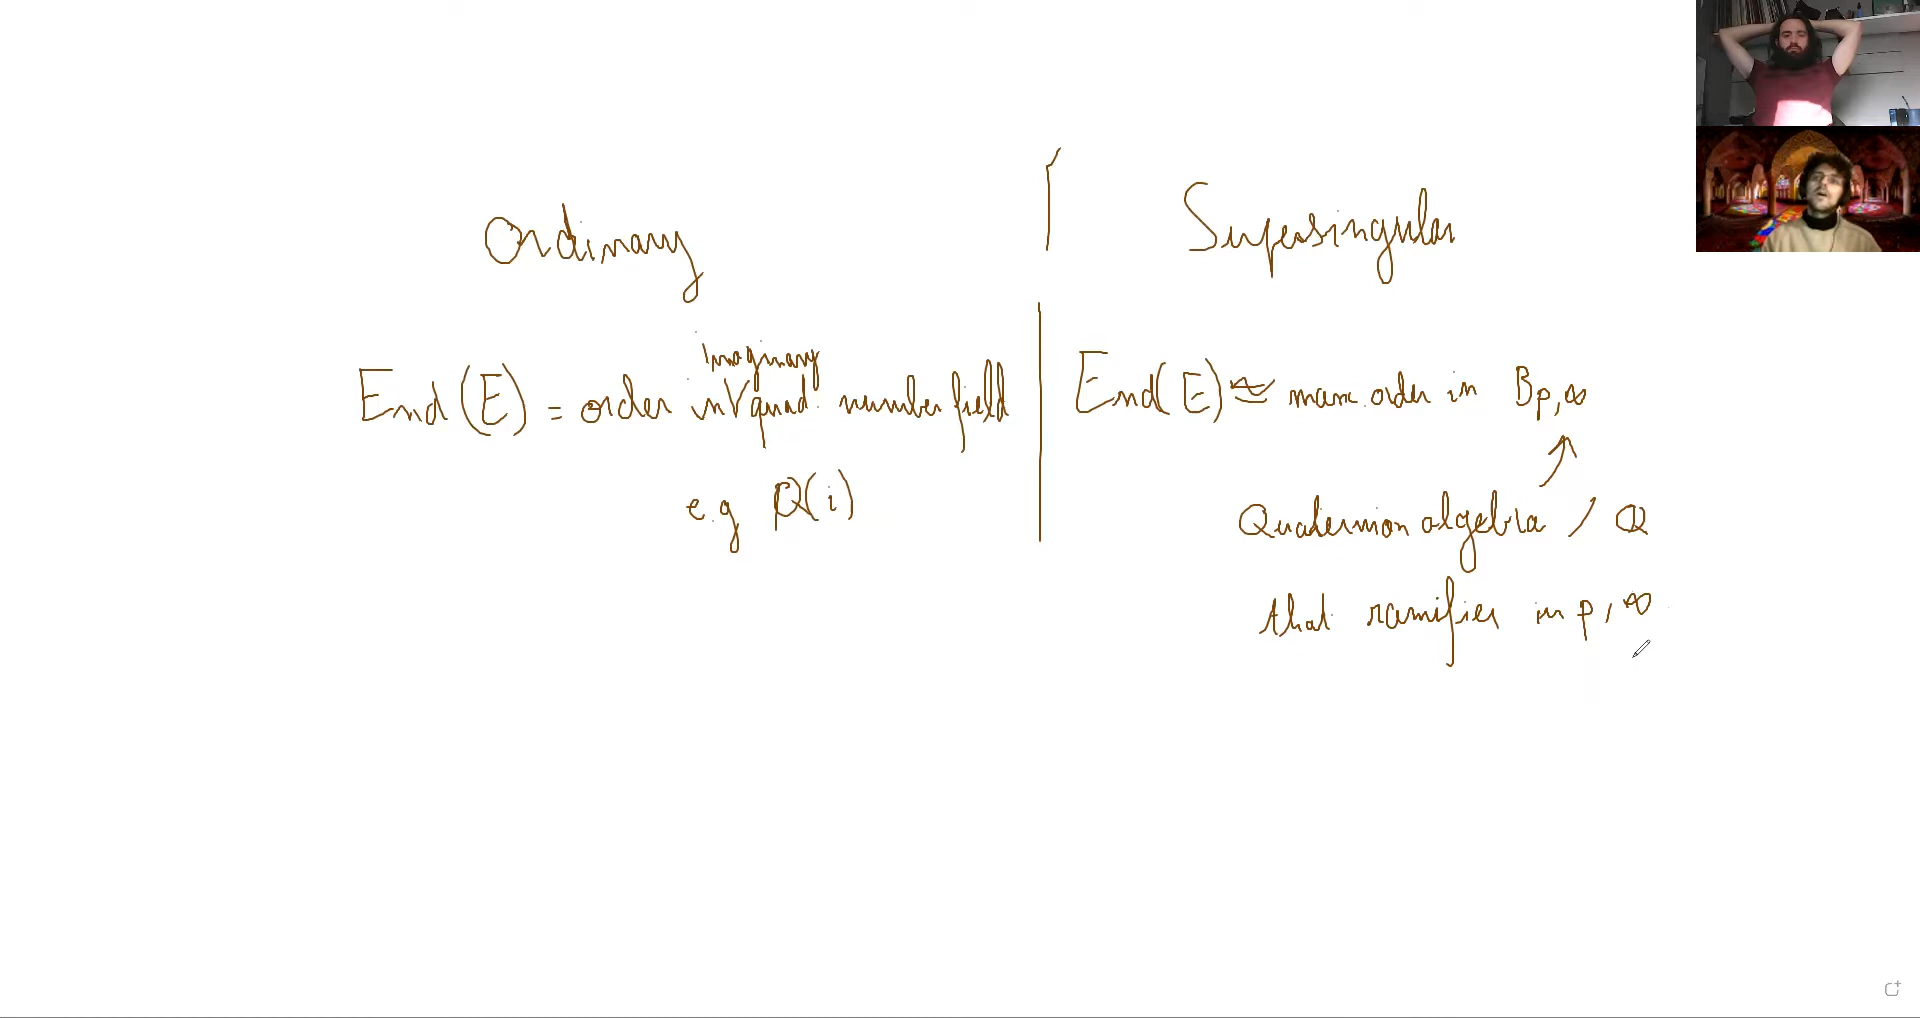 Ordinary
imaginary
End(E) = order in quad. number field
e.g Q(i)
Supersingular
End(E) ≃ max. order in Bp,∞
Quaternion algebra / Q
that ramifies in p, ∞